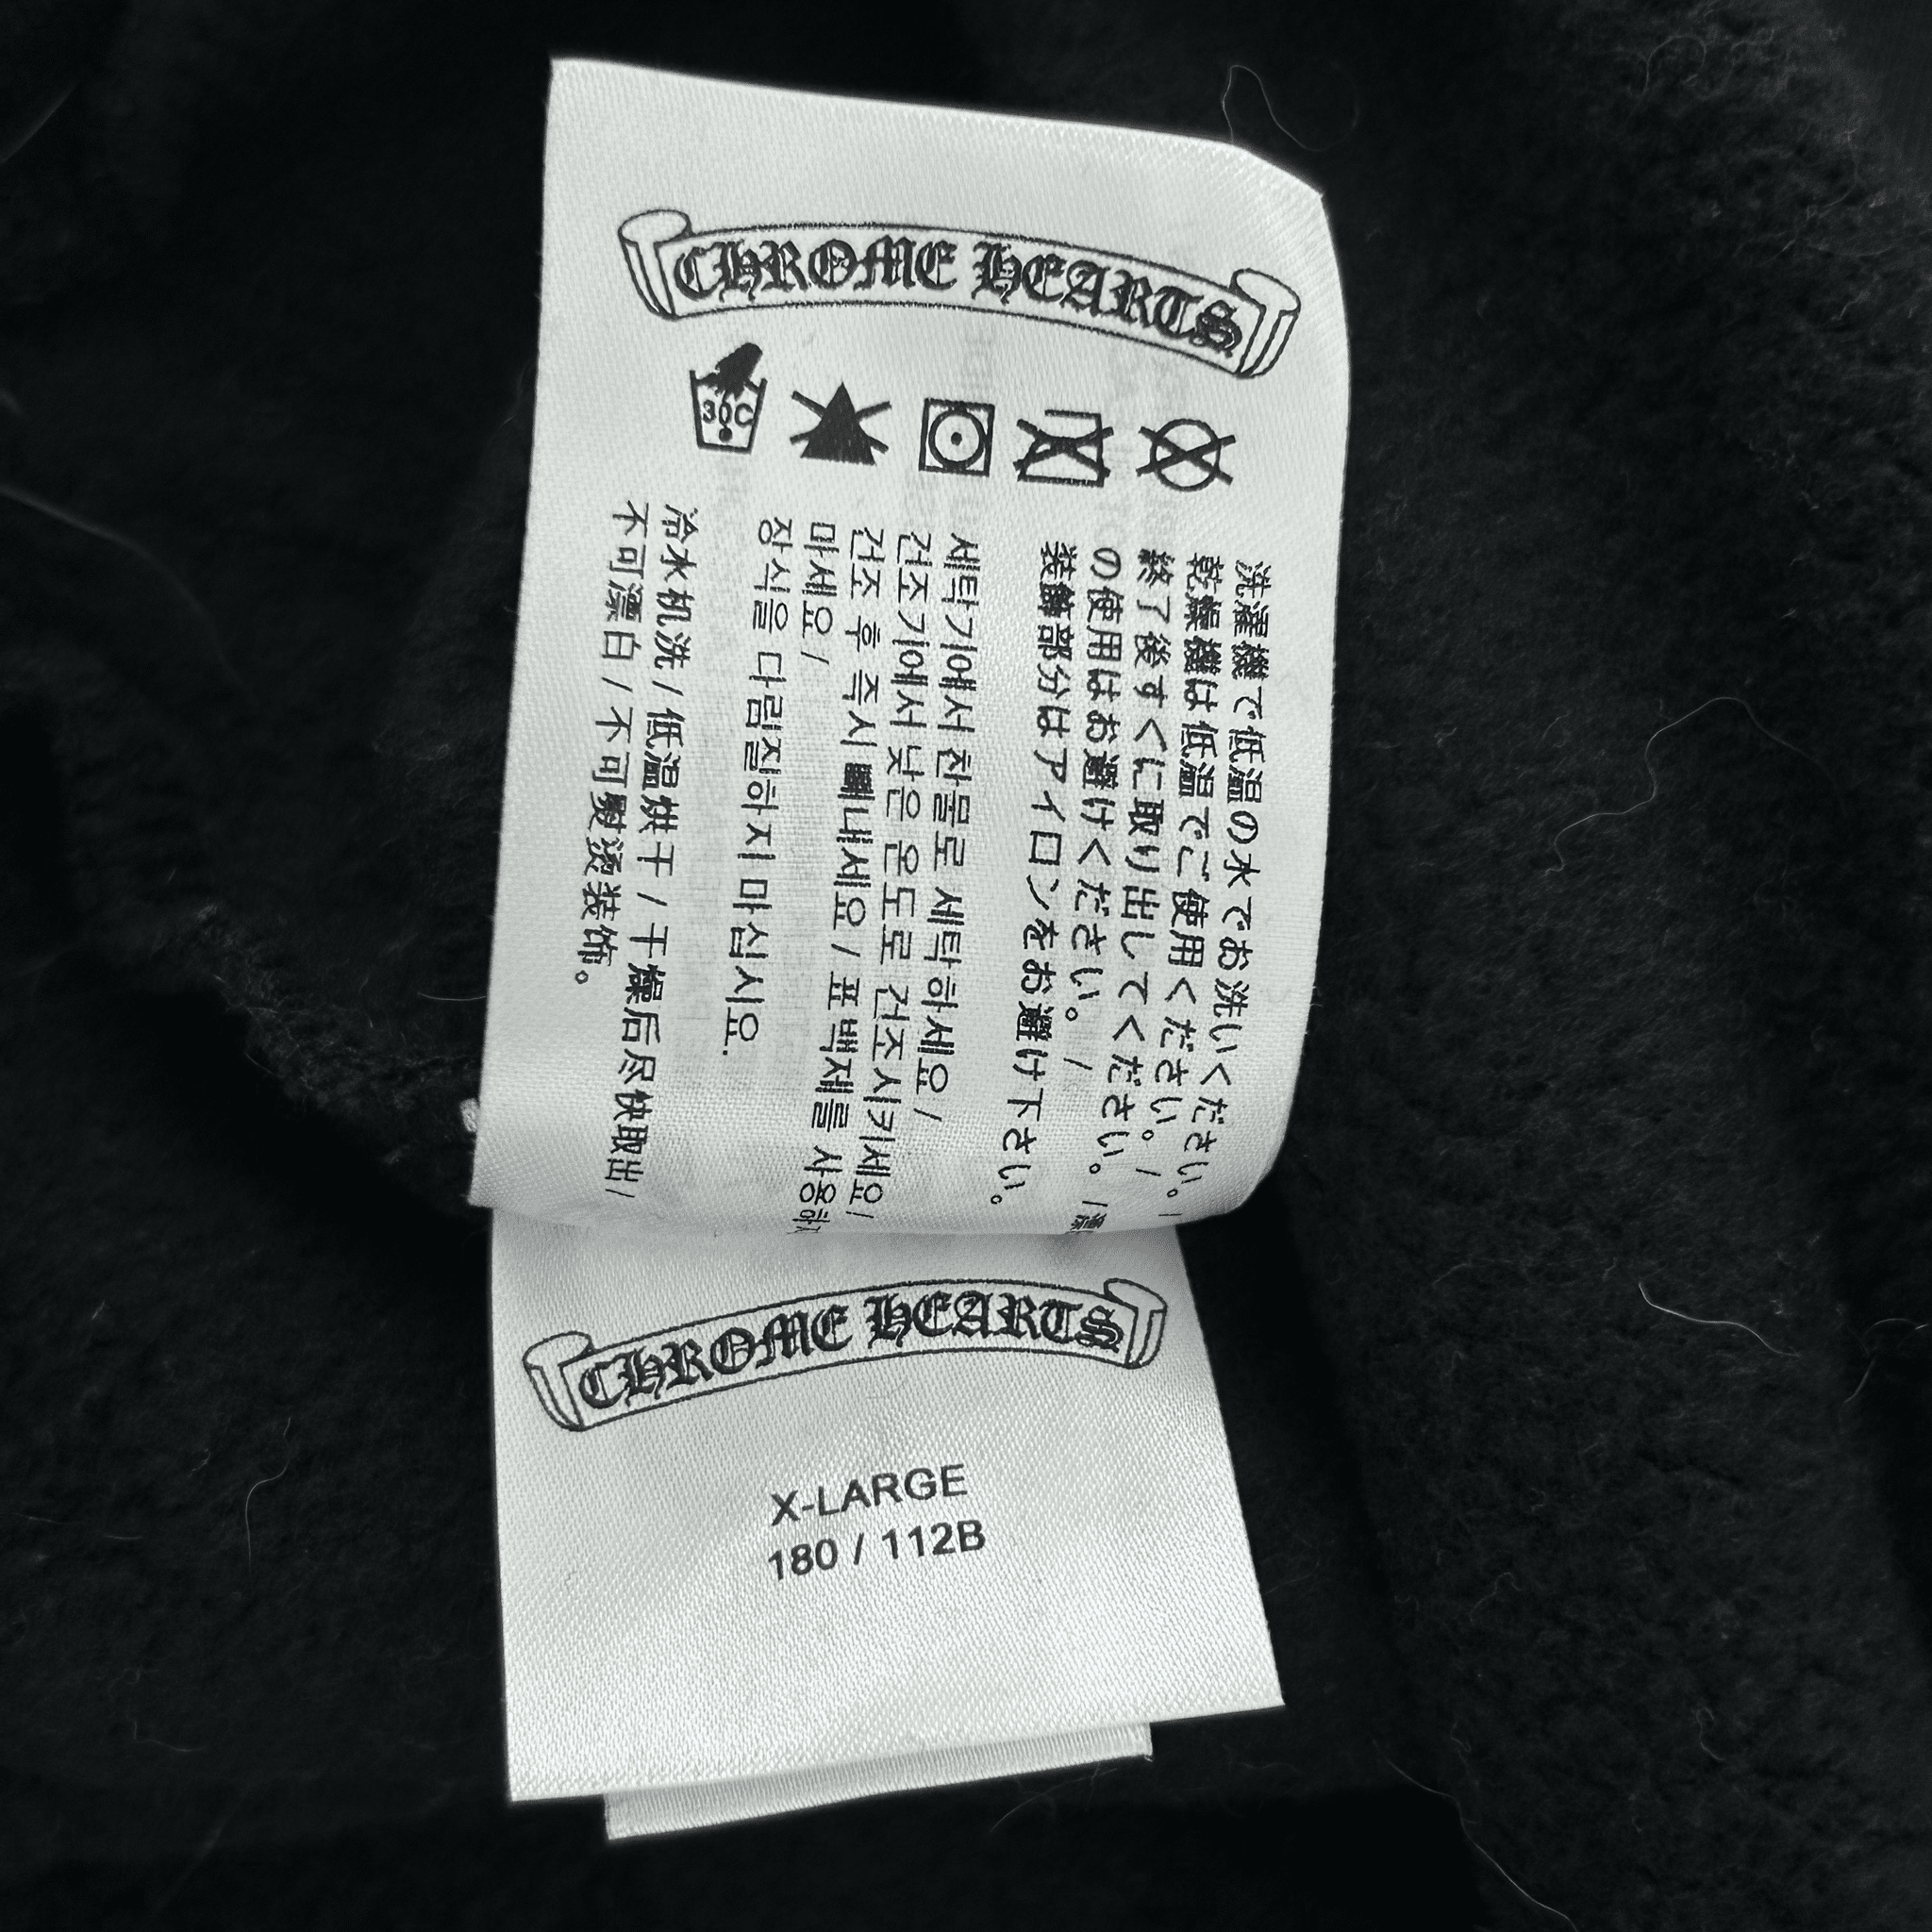 CHROME HEARTS
30C
洗濯機で低温の水でお洗いください。/
乾燥機は低温でご使用ください。/
終了後すぐに取り出してください。/ 漂
の使用はお避けください。/
装飾部分はアイロンをお避け下さい。
세탁기에서 찬물로 세탁하세요 /
건조기에서 낮은 온도로 건조시키세요 /
건조 후 즉시 빼내세요 / 표백제를 사용하지
마세요 /
장식을 다림질하지 마십시요.
冷水机洗 / 低温烘干 / 干燥后尽快取出 /
不可漂白 / 不可熨烫装饰。
CHROME HEARTS
X-LARGE
180 / 112B